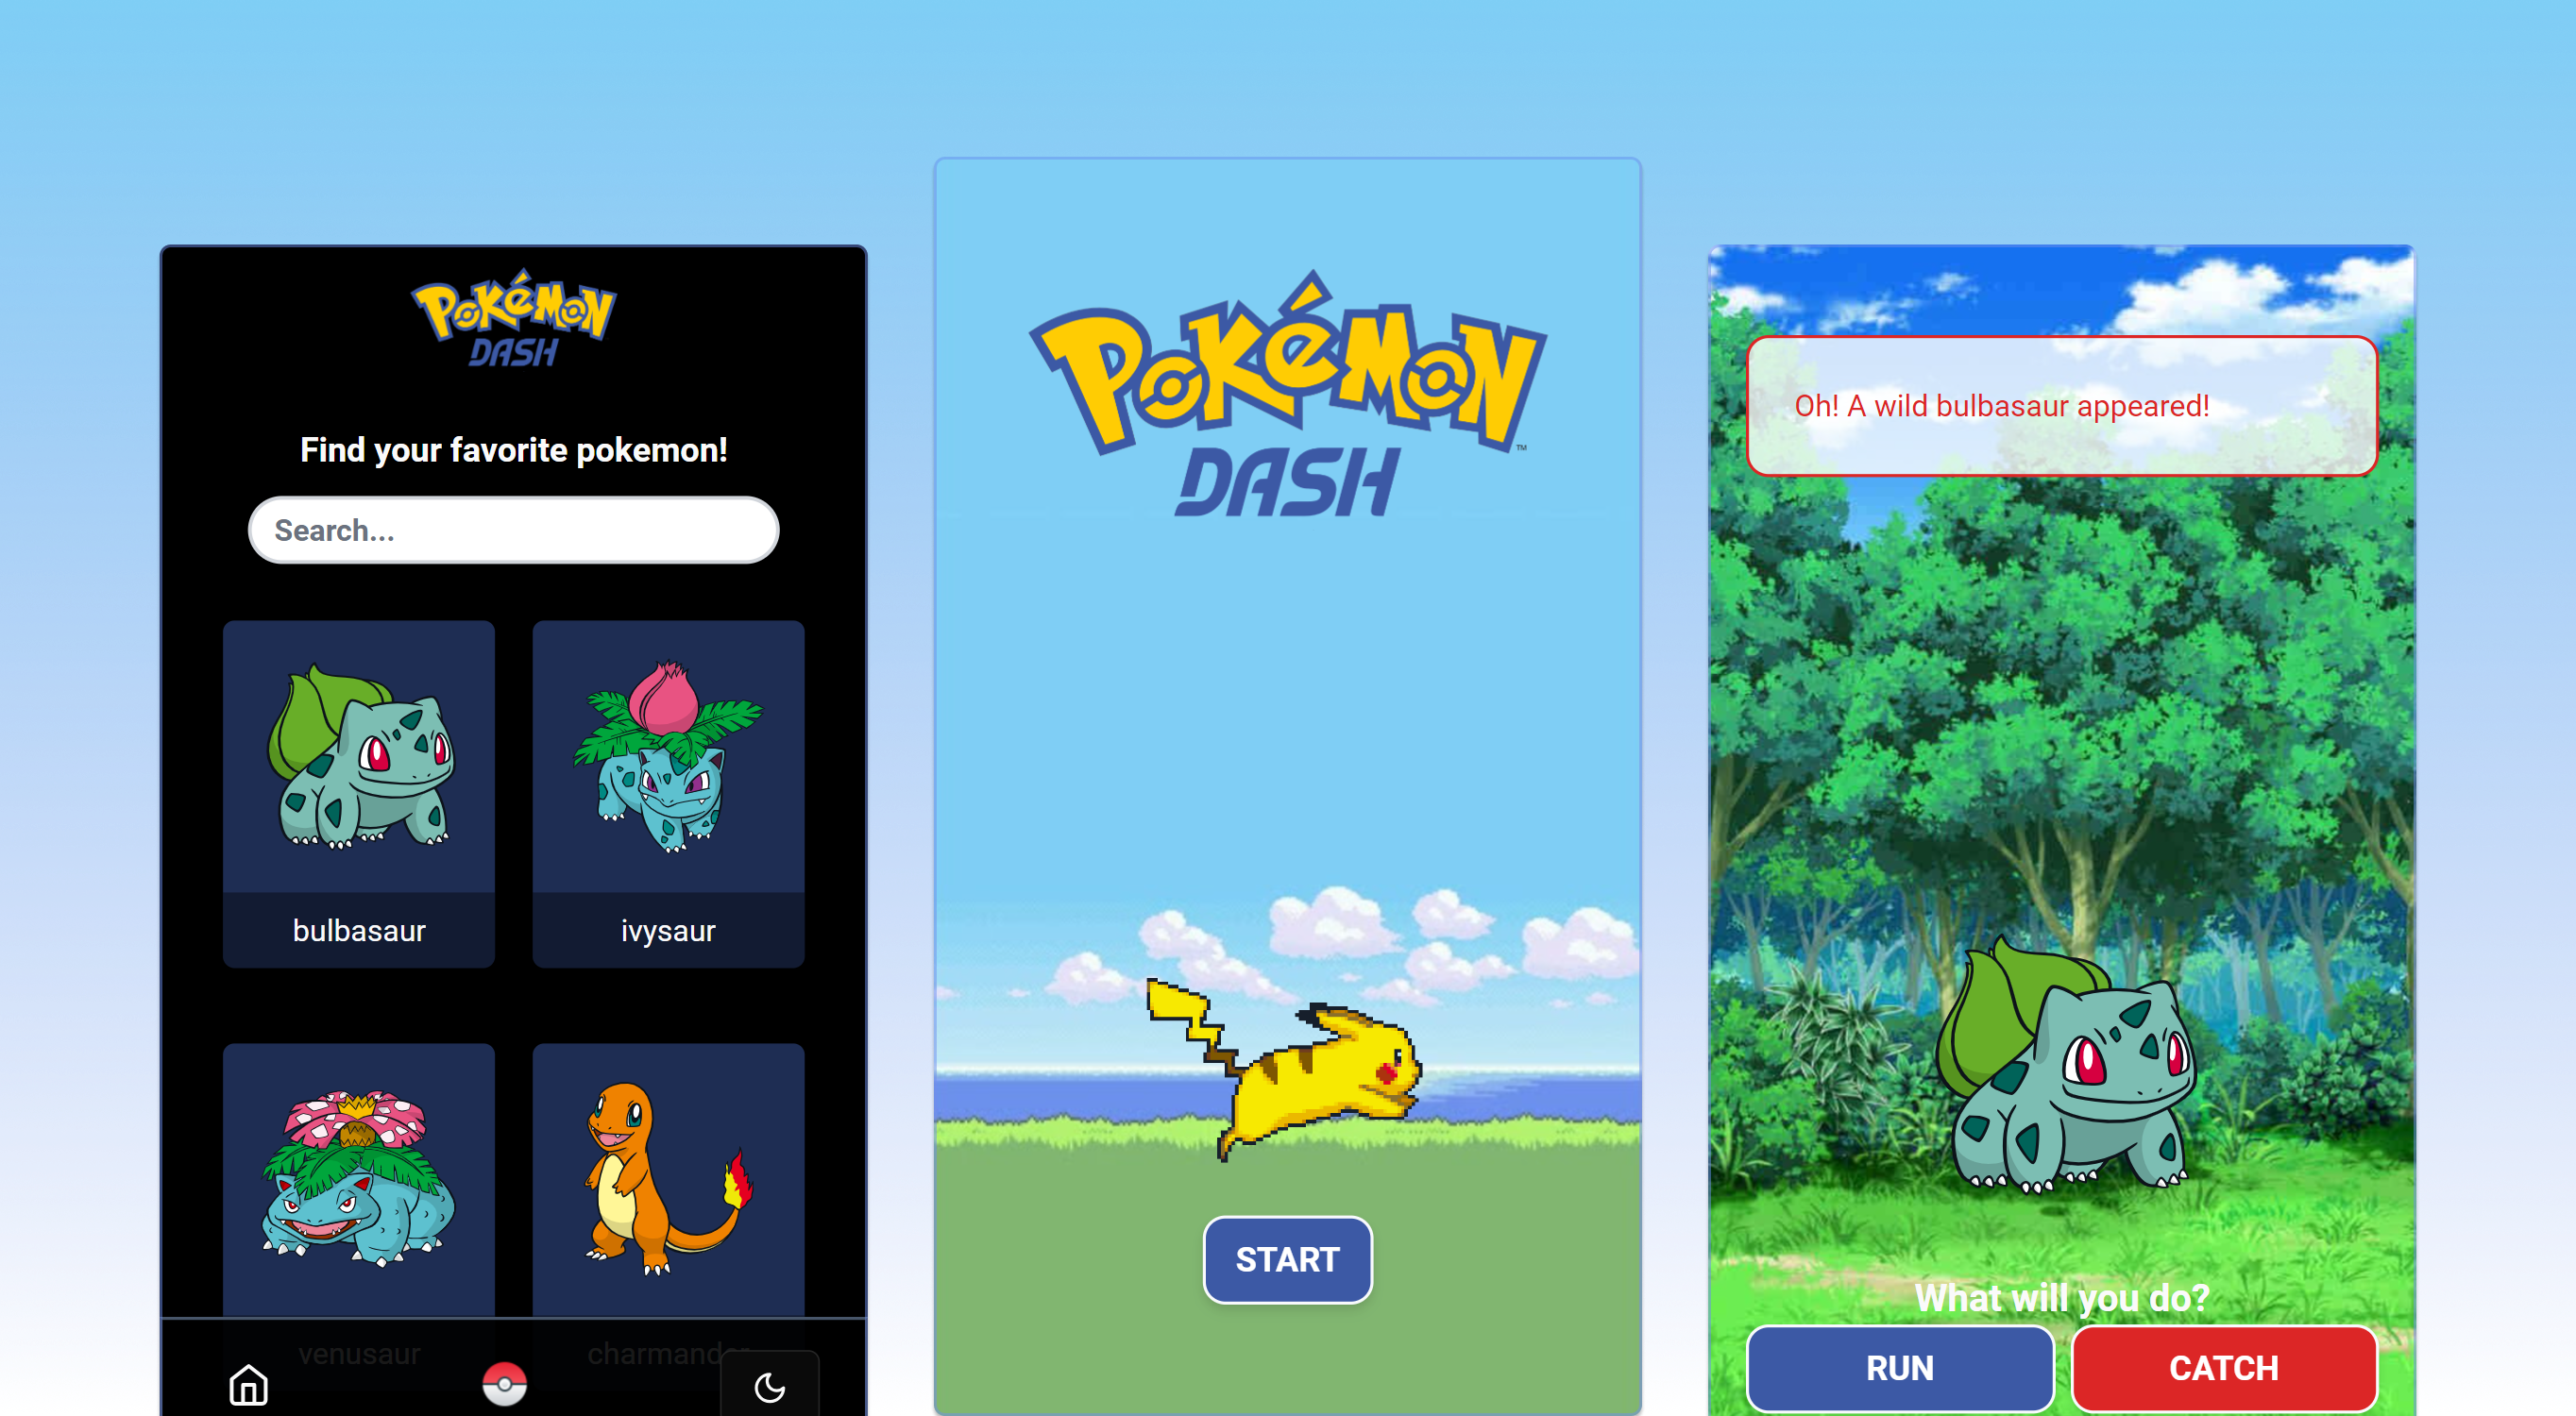 POKéMON
DASH
Find your favorite pokemon!
Search...
bulbasaur
ivysaur
venusaur
charmander
POKéMON
™
DASH
START
Oh! A wild bulbasaur appeared!
What will you do?
RUN
CATCH